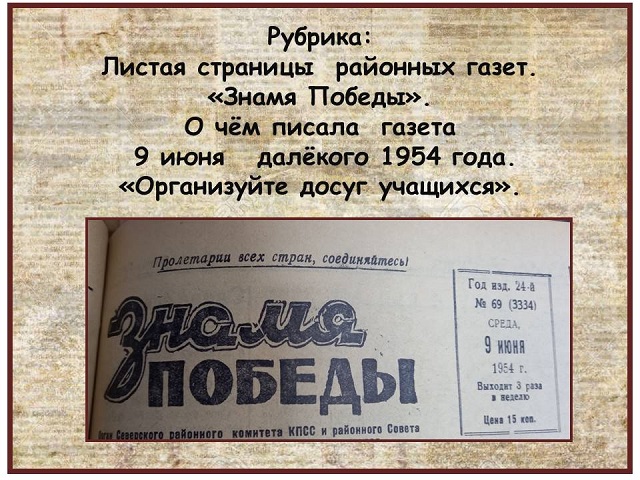 Рубрика:
Листая страницы районных газет.
«Знамя Победы».
О чём писала газета
9 июня далёкого 1954 года.
«Организуйте досуг учащихся».
Пролетарии всех стран, соединяйтесь!
Знамя
ПОБЕДЫ
Орган Северского районного комитета КПСС и районного Совета
Год изд. 24-й
№ 69 (3334)
СРЕДА,
9 июня
1954 г.
Выходит 3 раза
в неделю
Цена 15 коп.